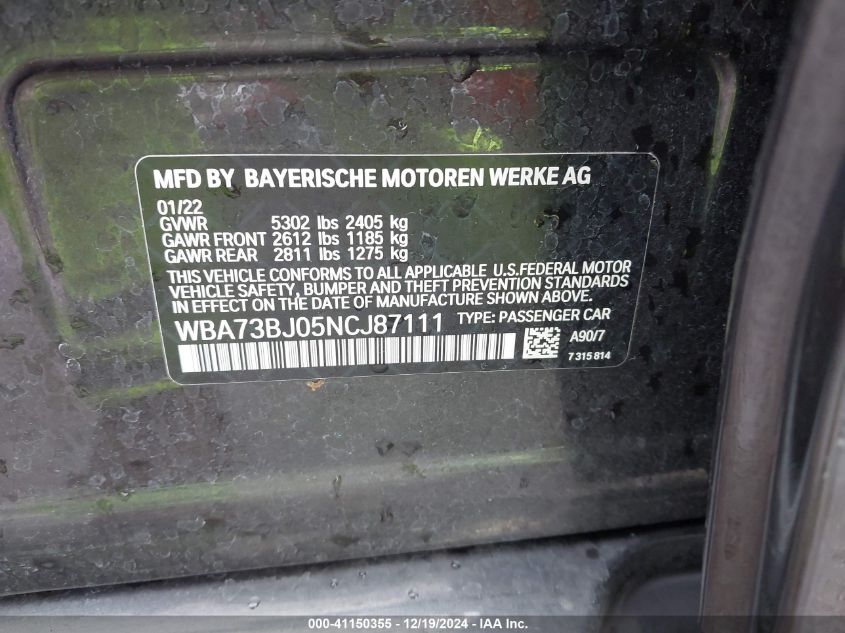 MFD BY BAYERISCHE MOTOREN WERKE AG
01/22
GVWR 5302 lbs 2405 kg
GAWR FRONT 2612 lbs 1185 kg
GAWR REAR 2811 lbs 1275 kg
THIS VEHICLE CONFORMS TO ALL APPLICABLE U.S.FEDERAL MOTOR
VEHICLE SAFETY, BUMPER AND THEFT PREVENTION STANDARDS
IN EFFECT ON THE DATE OF MANUFACTURE SHOWN ABOVE.
WBA73BJ05NCJ87111 TYPE: PASSENGER CAR
A90/7
7 315 814
000-41150355 - 12/19/2024 - IAA Inc.